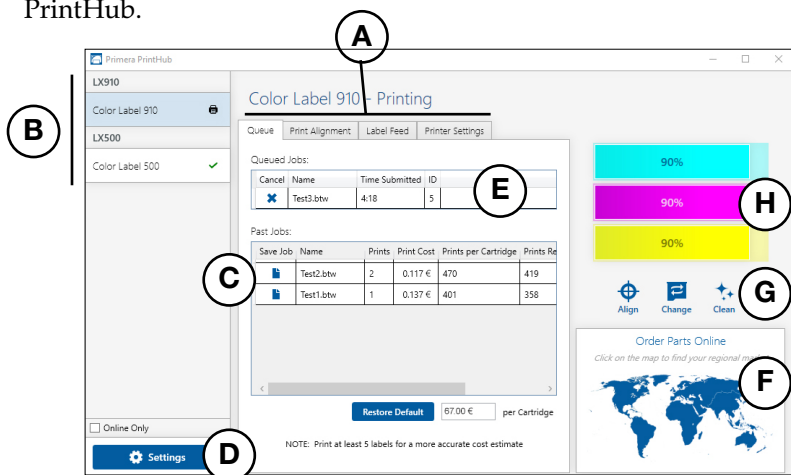 PrintHub.
A
Primera PrintHub
LX910
Color Label 910
LX500
Color Label 500
B
Color Label 910 - Printing
Queue Print Alignment Label Feed Printer Settings
Queued Jobs:
Cancel Name Time Submitted ID
Test3.btw 4:18 5
E
Past Jobs:
Save Job Name Prints Print Cost Prints per Cartridge Prints Re
Test2.btw 2 0.117 € 470 419
Test1.btw 1 0.137 € 401 358
C
Restore Default 67.00 € per Cartridge
NOTE: Print at least 5 labels for a more accurate cost estimate
Online Only
Settings
D
90%
90%
H
90%
Align Change Clean
G
Order Parts Online
Click on the map to find your regional ma
F